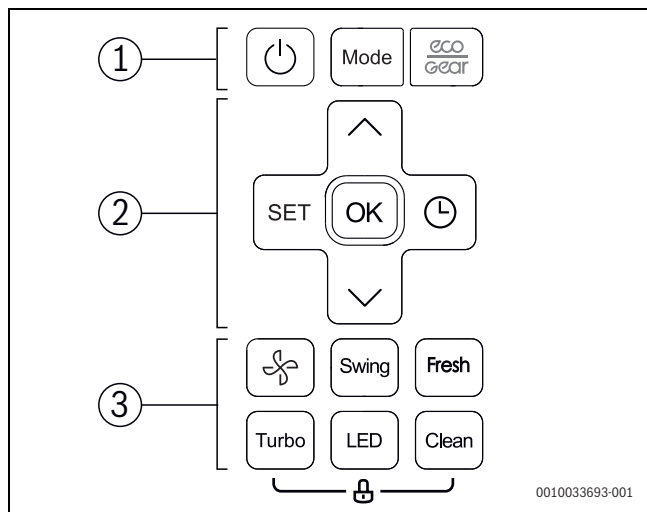 1
Mode
eco
Gear
2
SET
OK
3
Swing
Fresh
Turbo
LED
Clean
0010033693-001